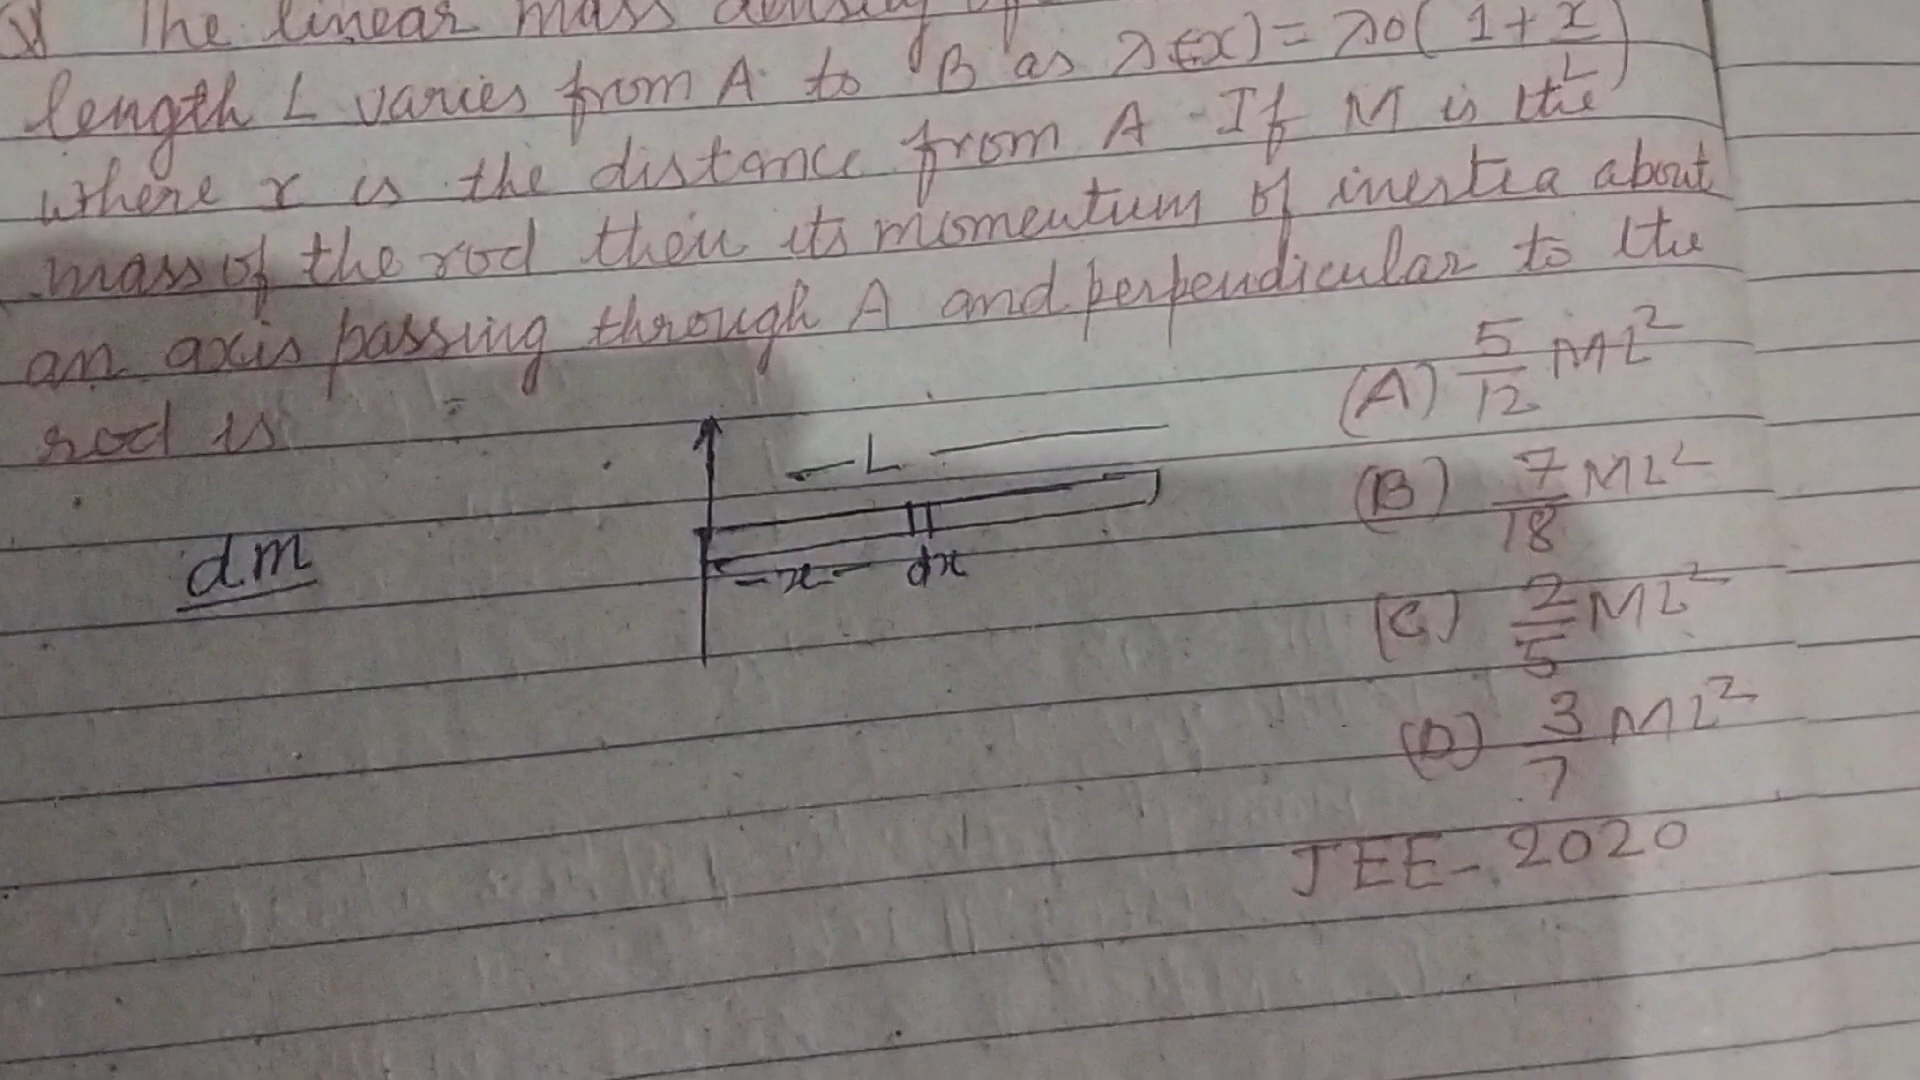 The linear mass density of
length L varies from A to B as λ(x) = λ0( 1 + x/L )
where x is the distance from A . If M is the
mass of the rod then its momentum of inertia about
an axis passing through A and perpendicular to the
rod is
(A) 5/12 ML²
L
(B) 7/18 ML²
dm
x dx
(C) 2/5 ML²
(D) 3/7 ML²
JEE - 2020